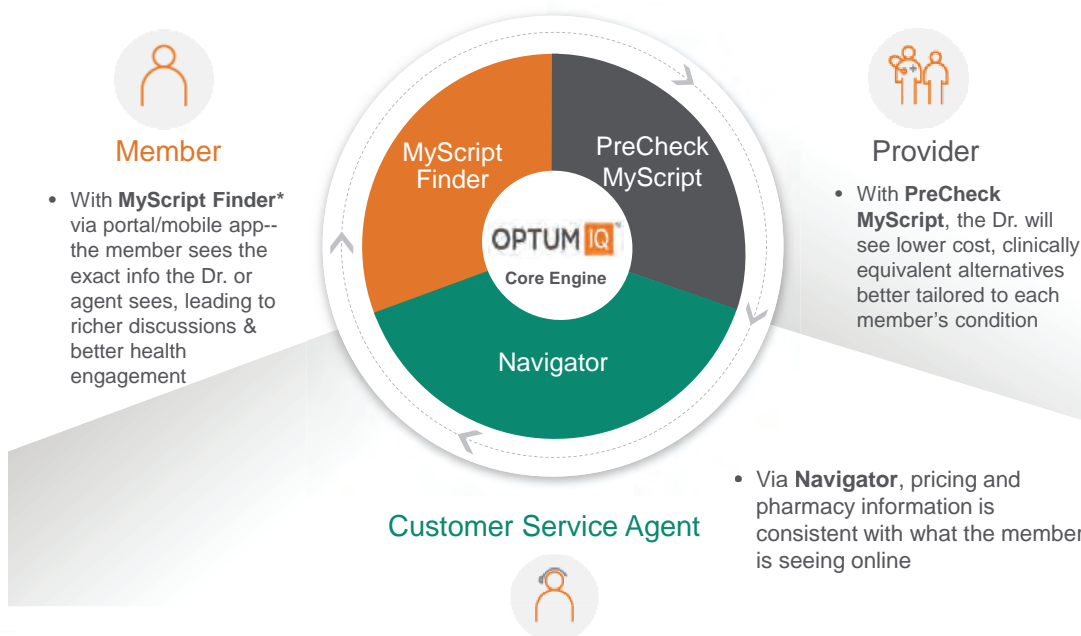 Member
• With MyScript Finder*
via portal/mobile app--
the member sees the
exact info the Dr. or
agent sees, leading to
richer discussions &
better health
engagement
MyScript
Finder
PreCheck
MyScript
OPTUM IQ™
Core Engine
Navigator
Provider
• With PreCheck
MyScript, the Dr. will
see lower cost, clinically
equivalent alternatives
better tailored to each
member's condition
Customer Service Agent
• Via Navigator, pricing and
pharmacy information is
consistent with what the member
is seeing online